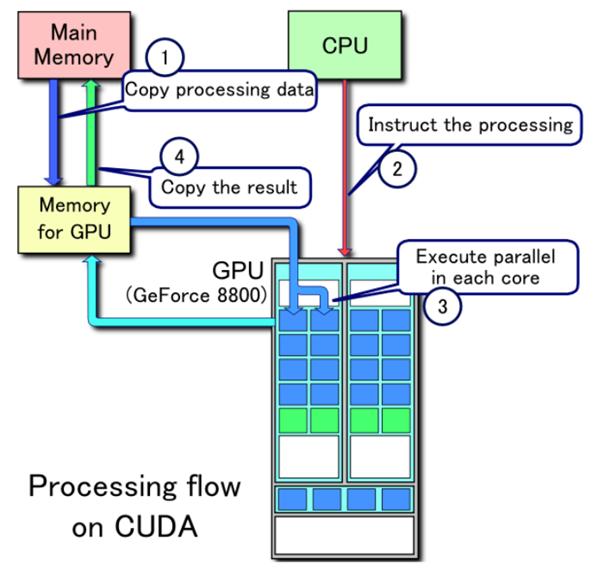 Main
Memory
CPU
1
Copy processing data
Instruct the processing
2
4
Copy the result
Memory
for GPU
GPU
(GeForce 8800)
Execute parallel
in each core
3
Processing flow
on CUDA